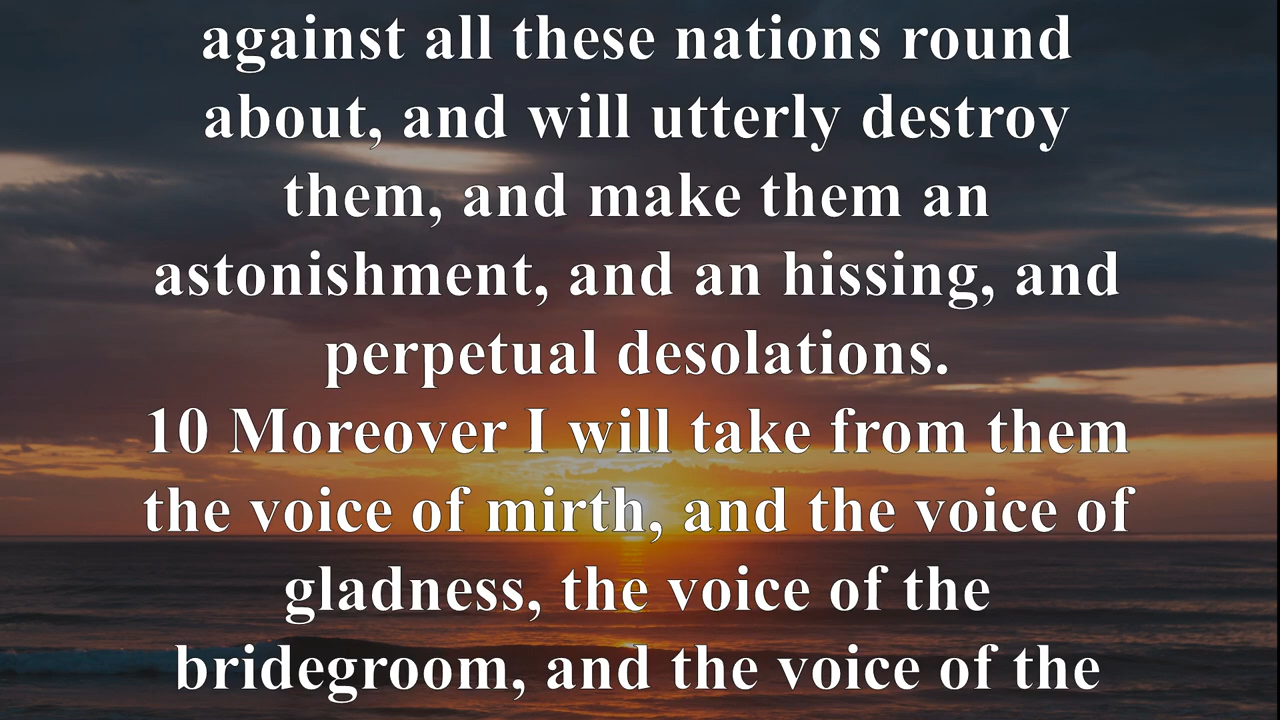 against all these nations round
about, and will utterly destroy
them, and make them an
astonishment, and an hissing, and
perpetual desolations.
10 Moreover I will take from them
the voice of mirth, and the voice of
gladness, the voice of the
bridegroom, and the voice of the